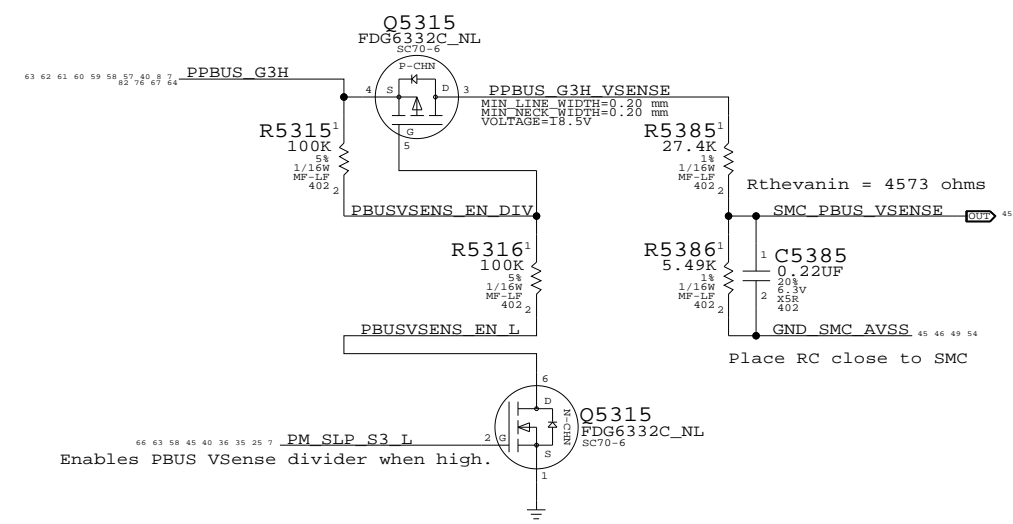 Q5315
FDG6332C_NL
SC70-6
P-CHN
63 62 61 60 59 58 57 40 8 7
82 76 67 64
PPBUS_G3H
4
S
D
3
G
5
PPBUS_G3H_VSENSE
MIN_LINE_WIDTH=0.20 mm
MIN_NECK_WIDTH=0.20 mm
VOLTAGE=18.5V
R5315
1
100K
5%
1/16W
MF-LF
402
2
R5385
1
27.4K
1%
1/16W
MF-LF
402
2
Rthevanin = 4573 ohms
PBUSVSENS_EN_DIV
SMC_PBUS_VSENSE
OUT
45
R5316
1
100K
5%
1/16W
MF-LF
402
2
R5386
1
5.49K
1%
1/16W
MF-LF
402
2
1
C5385
0.22UF
20%
6.3V
X5R
402
2
PBUSVSENS_EN_L
GND_SMC_AVSS
45 46 49 54
Place RC close to SMC
6
D
N-CHN
Q5315
FDG6332C_NL
SC70-6
66 63 58 45 40 36 35 25 7
PM_SLP_S3_L
2
G
S
1
Enables PBUS VSense divider when high.